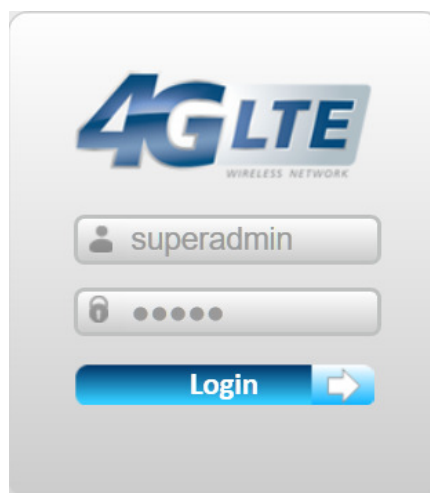 4G LTE
WIRELESS NETWORK
superadmin
●●●●●
Login